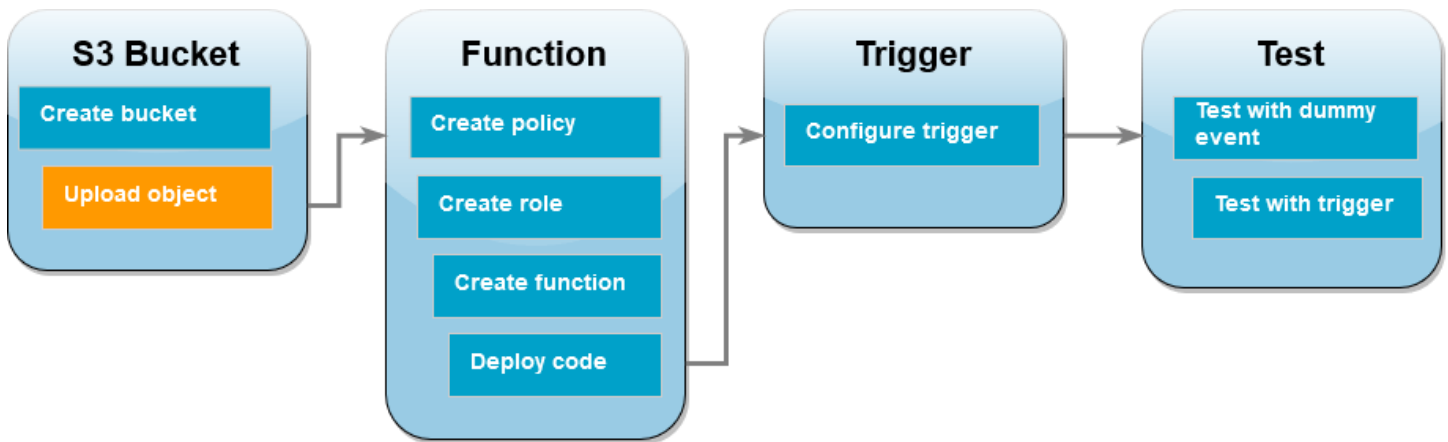 S3 Bucket
Create bucket
Upload object
Function
Create policy
Create role
Create function
Deploy code
Trigger
Configure trigger
Test
Test with dummy
event
Test with trigger